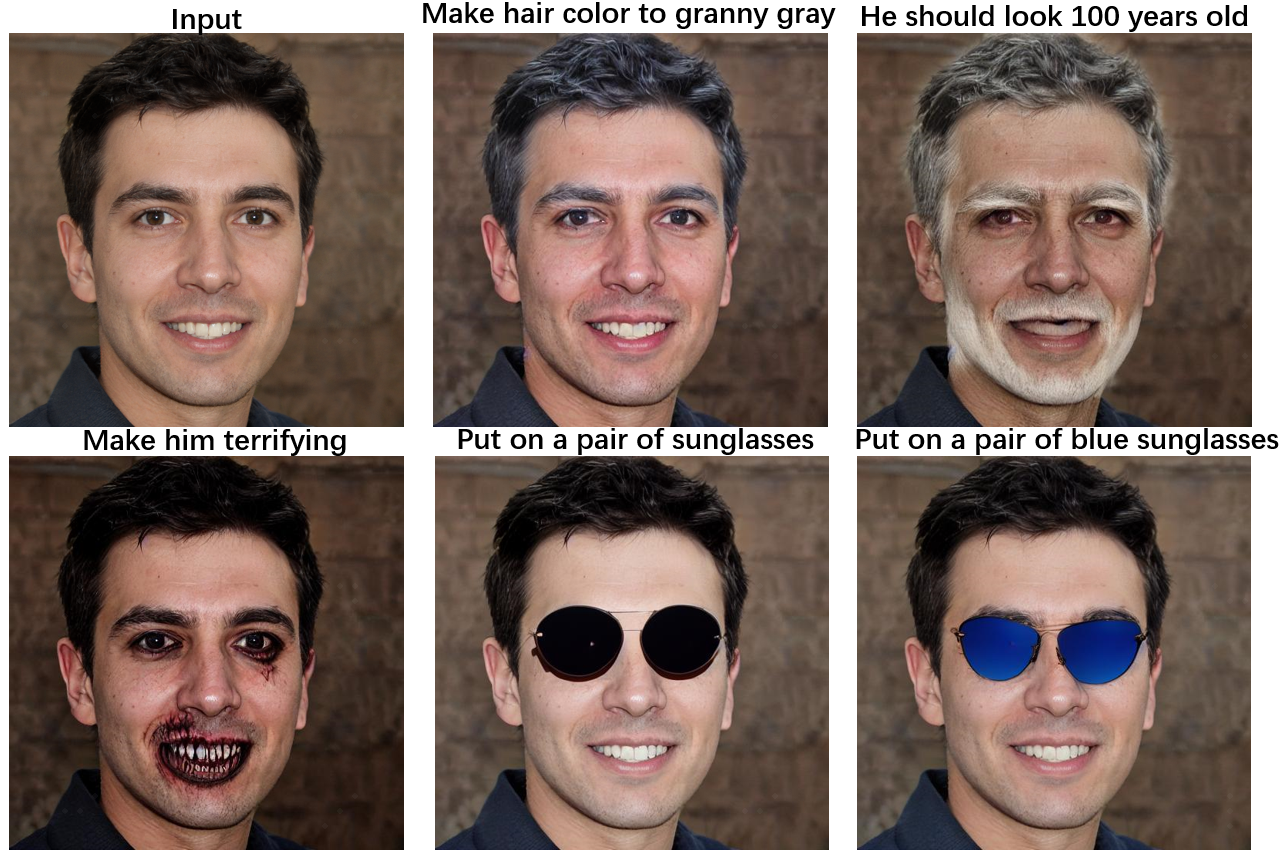 Input
Make hair color to granny gray
He should look 100 years old
Make him terrifying
Put on a pair of sunglasses
Put on a pair of blue sunglasses